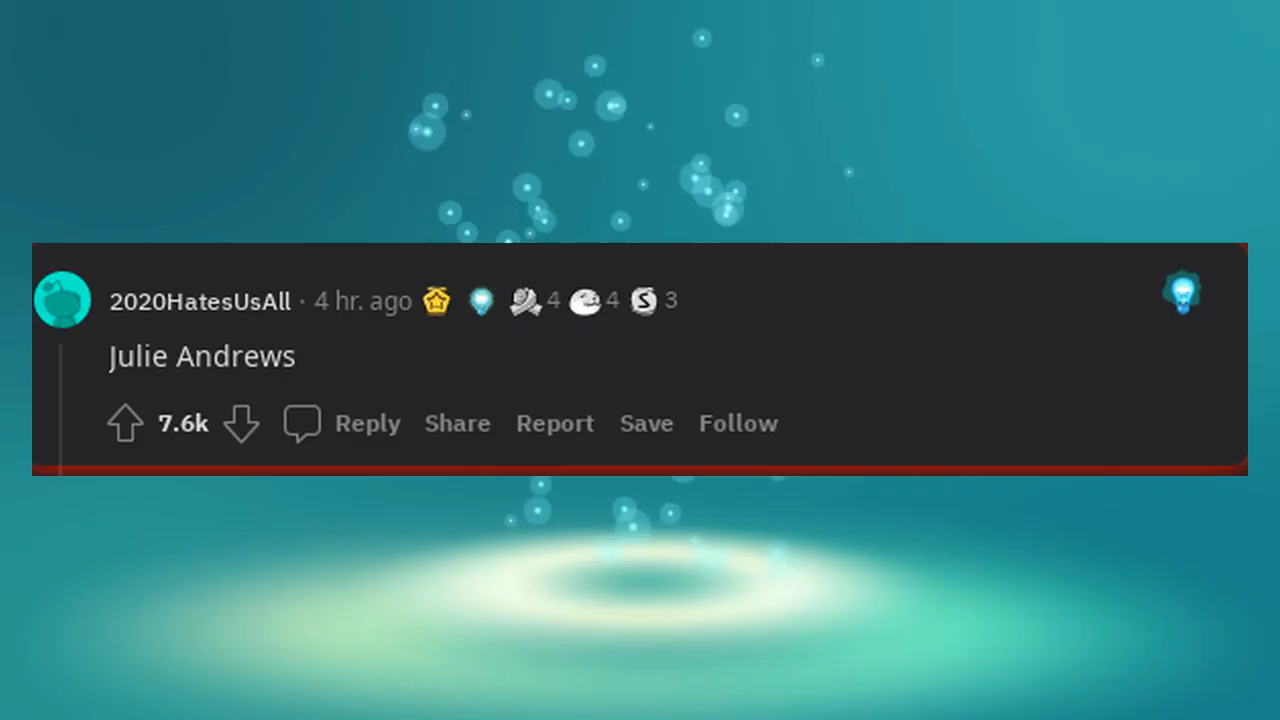 2020HatesUsAll · 4 hr. ago 4 4 S 3
Julie Andrews
7.6k Reply Share Report Save Follow